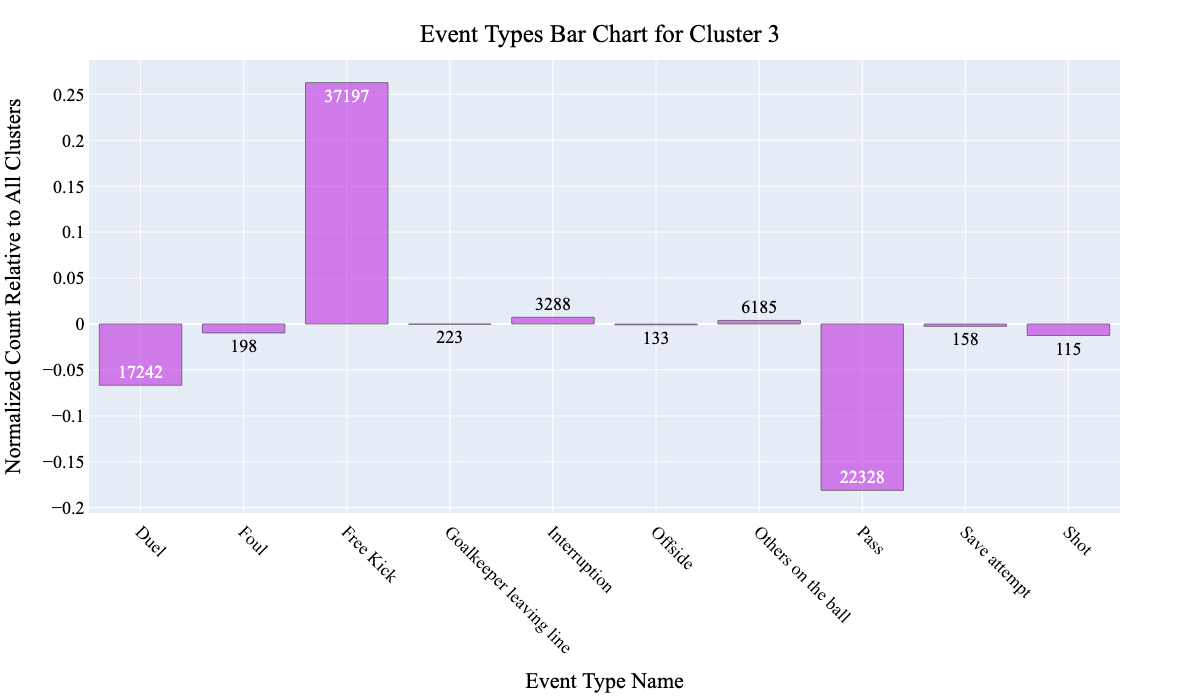 Event Types Bar Chart for Cluster 3
Normalized Count Relative to All Clusters
0.25
0.2
0.15
0.1
0.05
0
−0.05
−0.1
−0.15
−0.2
17242
198
37197
223
3288
133
6185
22328
158
115
Duel
Foul
Free Kick
Goalkeeper leaving line
Interruption
Offside
Others on the ball
Pass
Save attempt
Shot
Event Type Name